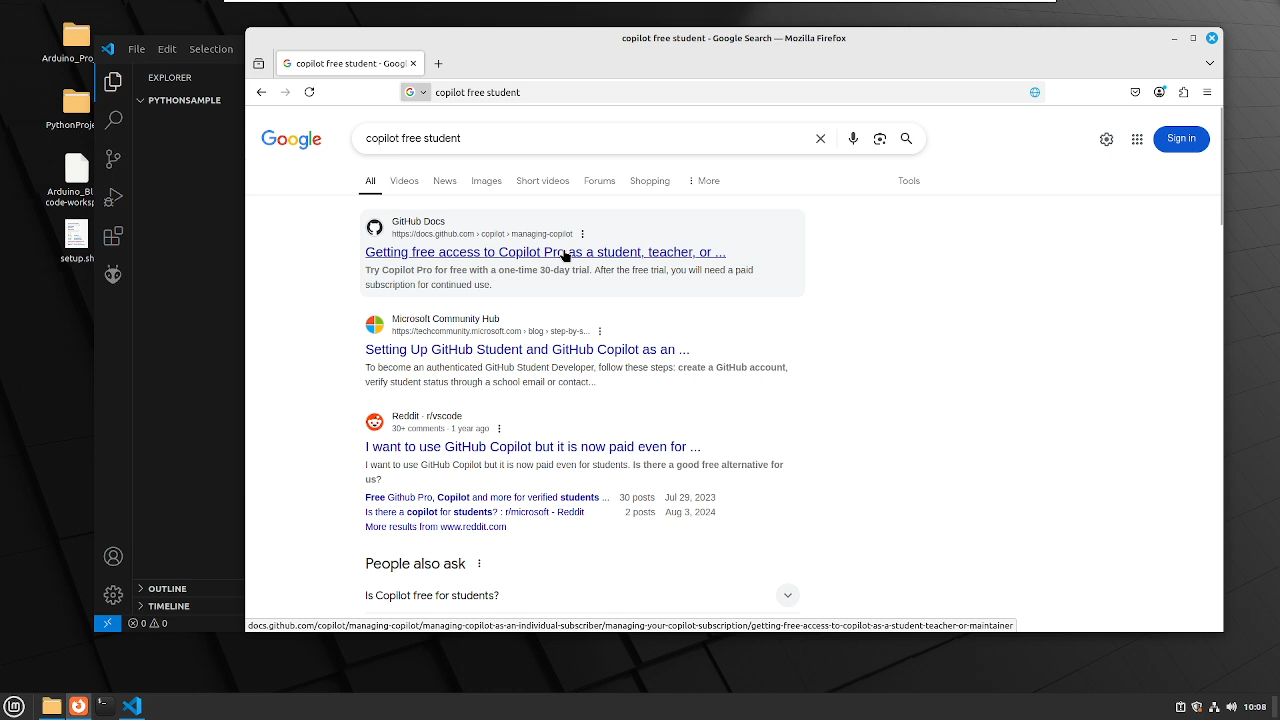 copilot free student - Google Search — Mozilla Firefox
Arduino_Pro
PythonProje
Arduino_Bl
code-worksp
setup.sh
File Edit Selection
EXPLORER
PYTHONSAMPLE
OUTLINE
TIMELINE
0 0
copilot free student - Googl
copilot free student
Google
copilot free student
Sign in
All Videos News Images Short videos Forums Shopping More Tools
GitHub Docs
https://docs.github.com › copilot › managing-copilot
Getting free access to Copilot Pro as a student, teacher, or ...
Try Copilot Pro for free with a one-time 30-day trial. After the free trial, you will need a paid
subscription for continued use.
Microsoft Community Hub
https://techcommunity.microsoft.com › blog › step-by-s...
Setting Up GitHub Student and GitHub Copilot as an ...
To become an authenticated GitHub Student Developer, follow these steps: create a GitHub account,
verify student status through a school email or contact...
Reddit · r/vscode
30+ comments · 1 year ago
I want to use GitHub Copilot but it is now paid even for ...
I want to use GitHub Copilot but it is now paid even for students. Is there a good free alternative for
us?
Free Github Pro, Copilot and more for verified students ... 30 posts Jul 29, 2023
Is there a copilot for students? : r/microsoft - Reddit 2 posts Aug 3, 2024
More results from www.reddit.com
People also ask
Is Copilot free for students?
docs.github.com/copilot/managing-copilot/managing-copilot-as-an-individual-subscriber/managing-your-copilot-subscription/getting-free-access-to-copilot-as-a-student-teacher-or-maintainer
10:08